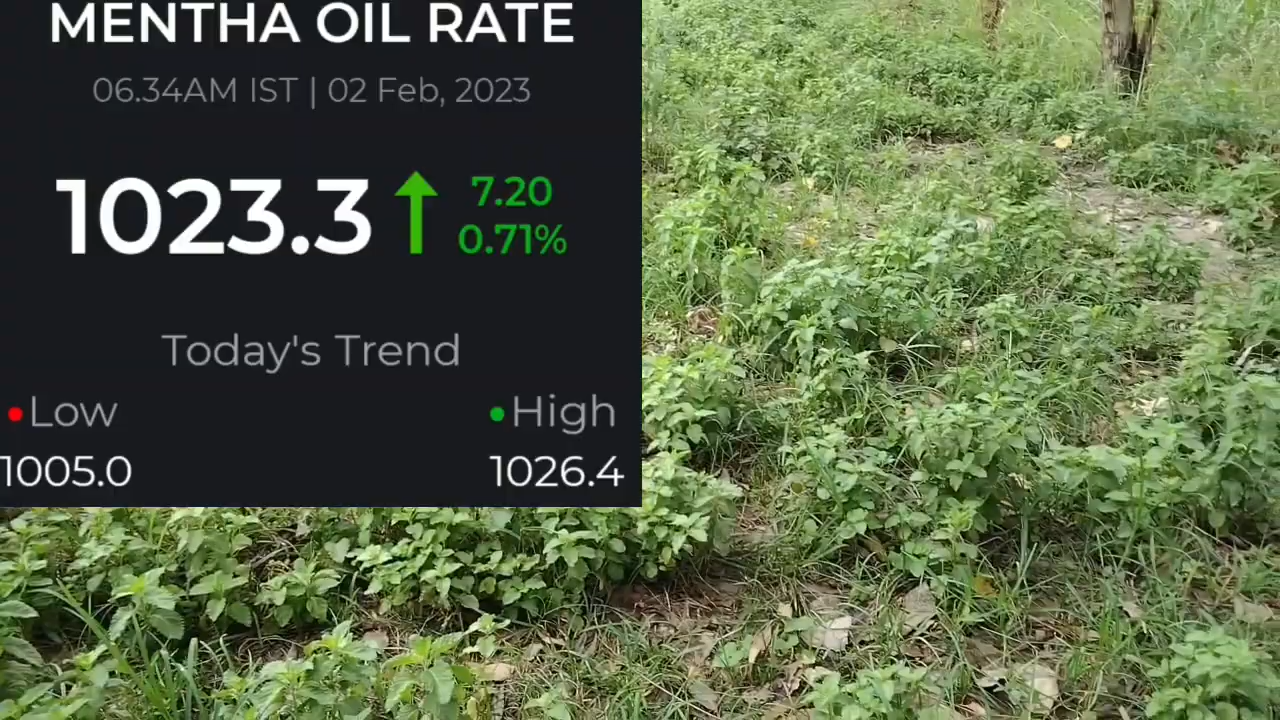 MENTHA OIL RATE
06.34AM IST | 02 Feb, 2023
1023.3 7.20
0.71%
Today's Trend
Low High
1005.0 1026.4